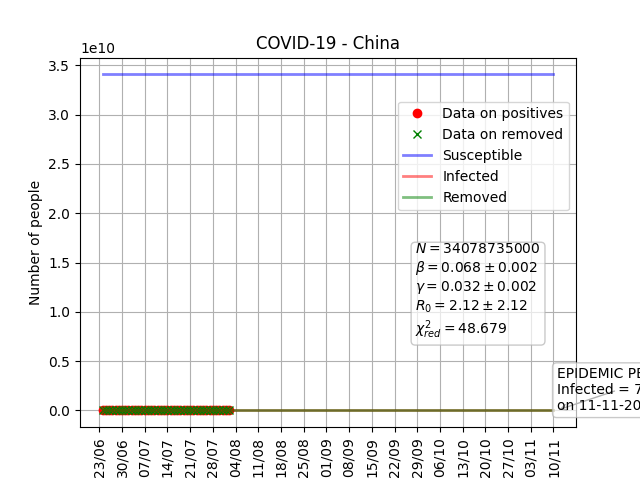 COVID-19 - China
1e10
3.5
3.0
2.5
2.0
1.5
1.0
0.5
0.0
Number of people
Data on positives
Data on removed
Susceptible
Infected
Removed
N = 34078735000
β = 0.068 ± 0.002
γ = 0.032 ± 0.002
R₀ = 2.12 ± 2.12
χ²red = 48.679
EPIDEMIC PE
Infected = 7
on 11-11-20
23/06 30/06 07/07 14/07 21/07 28/07 04/08 11/08 18/08 25/08 01/09 08/09 15/09 22/09 29/09 06/10 13/10 20/10 27/10 03/11 10/11